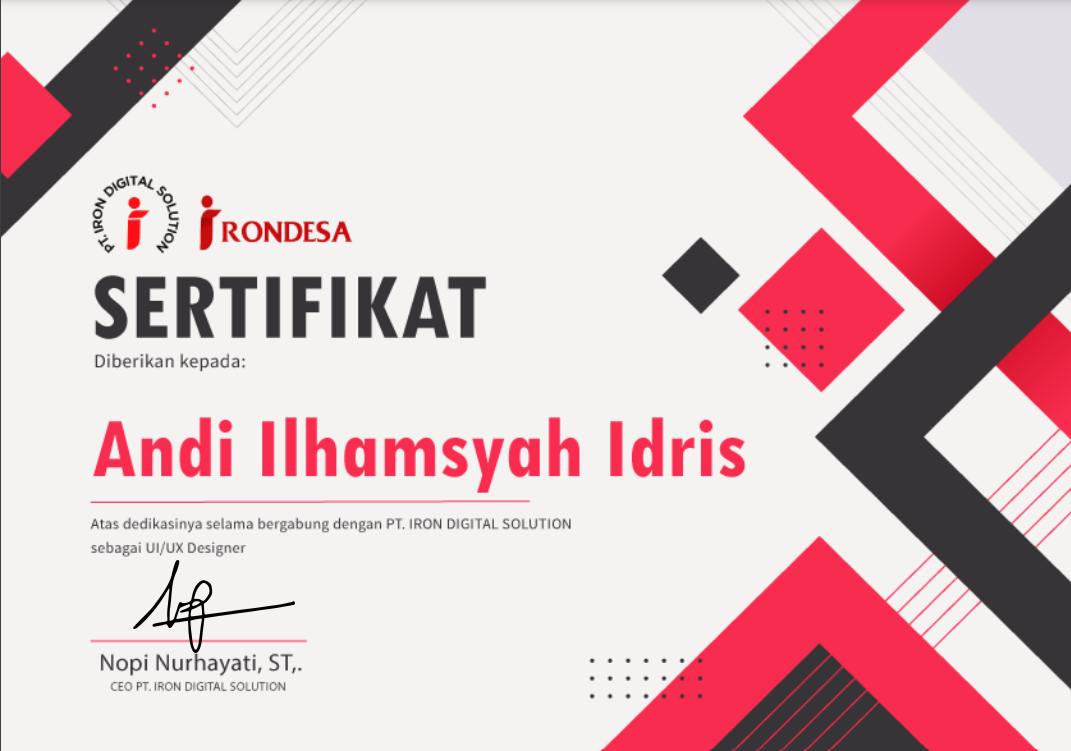 PT. IRON DIGITAL SOLUTION
IRONDESA
SERTIFIKAT
Diberikan kepada:
Andi Ilhamsyah Idris
Atas dedikasinya selama bergabung dengan PT. IRON DIGITAL SOLUTION
sebagai UI/UX Designer
Nopi Nurhayati, ST,.
CEO PT. IRON DIGITAL SOLUTION